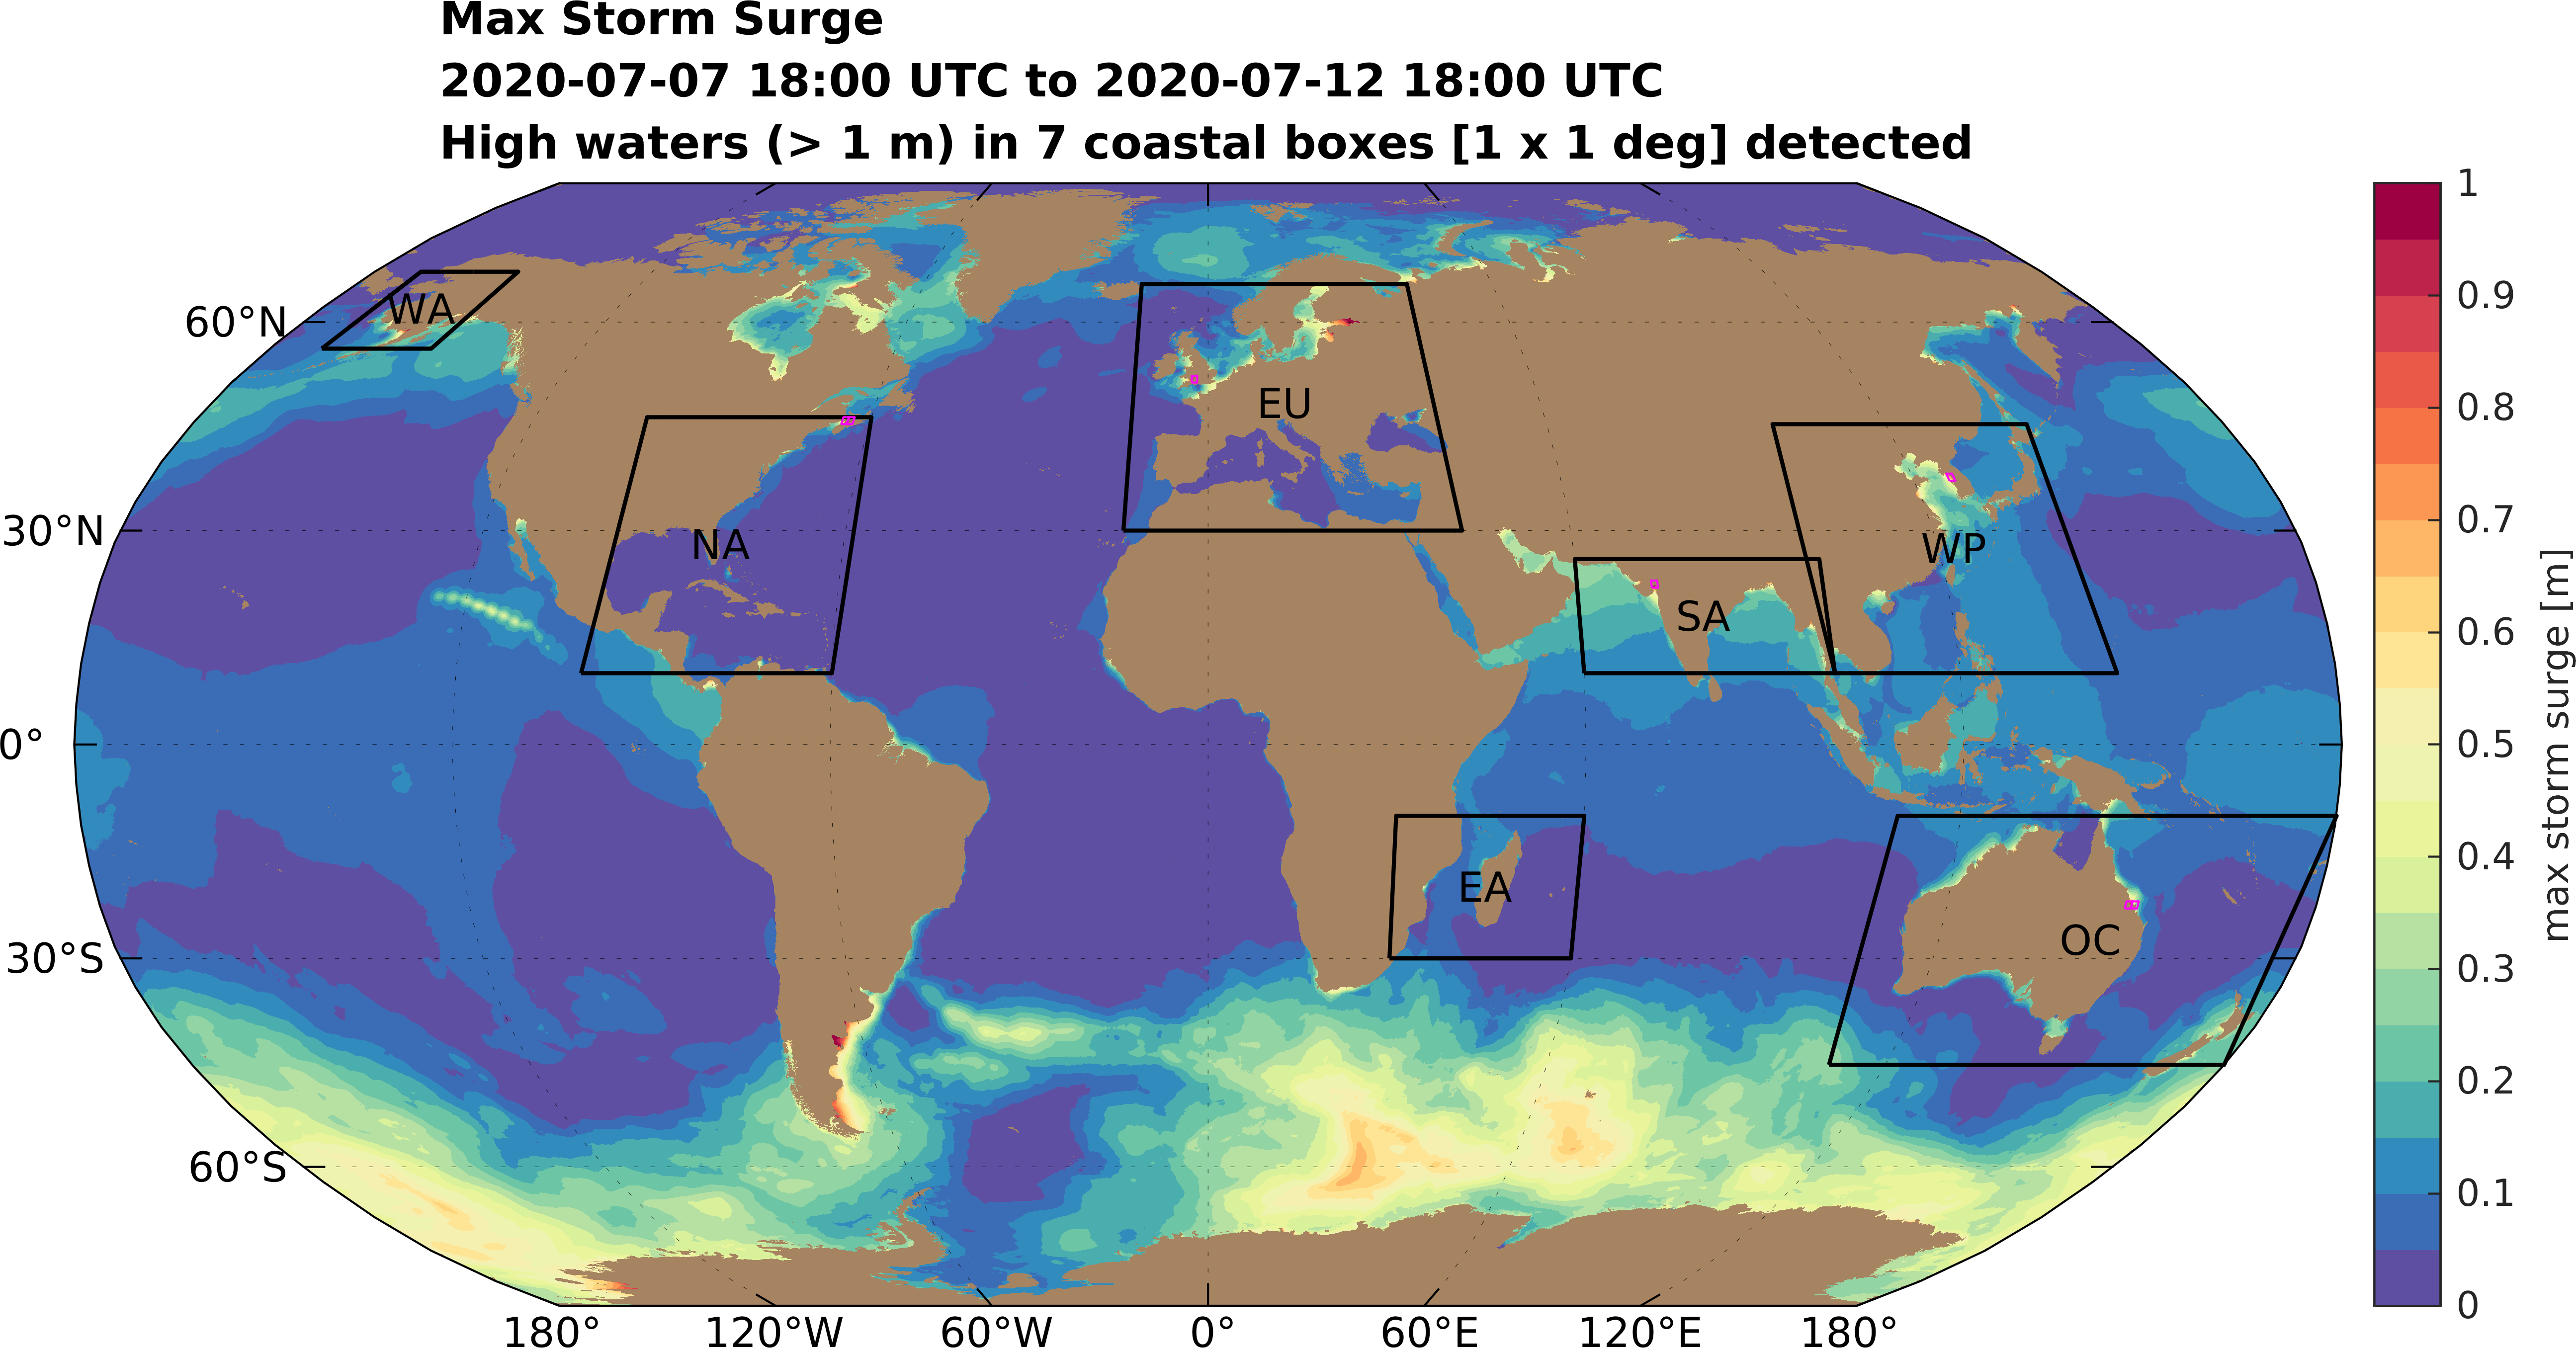 Max Storm Surge
2020-07-07 18:00 UTC to 2020-07-12 18:00 UTC
High waters (> 1 m) in 7 coastal boxes [1 x 1 deg] detected
60°N
30°N
0°
30°S
60°S
WA
NA
EU
SA
WP
EA
OC
180°
120°W
60°W
0°
60°E
120°E
180°
1
0.9
0.8
0.7
0.6
0.5
0.4
0.3
0.2
0.1
0
max storm surge [m]